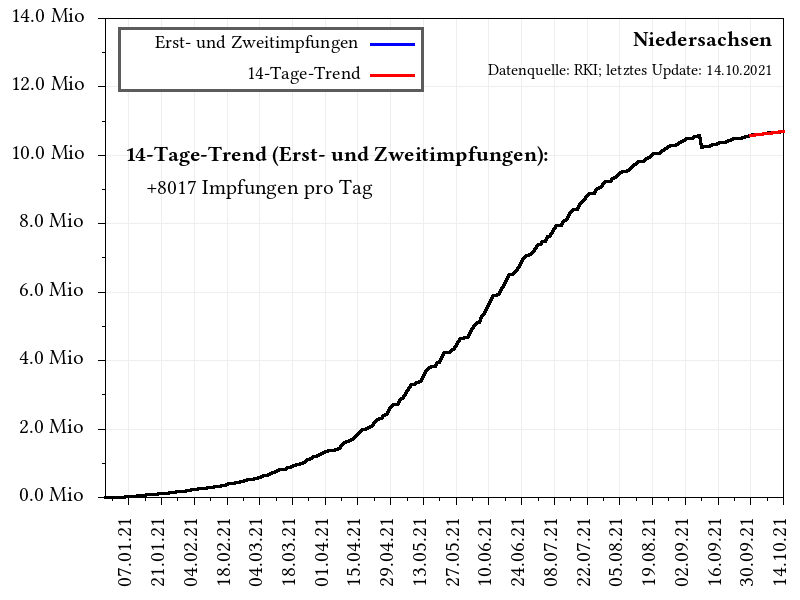 14.0 Mio
12.0 Mio
10.0 Mio
8.0 Mio
6.0 Mio
4.0 Mio
2.0 Mio
0.0 Mio
Erst- und Zweitimpfungen
14-Tage-Trend
Niedersachsen
Datenquelle: RKI; letztes Update: 14.10.2021
14-Tage-Trend (Erst- und Zweitimpfungen):
+8017 Impfungen pro Tag
07.01.21
21.01.21
04.02.21
18.02.21
04.03.21
18.03.21
01.04.21
15.04.21
29.04.21
13.05.21
27.05.21
10.06.21
24.06.21
08.07.21
22.07.21
05.08.21
19.08.21
02.09.21
16.09.21
30.09.21
14.10.21